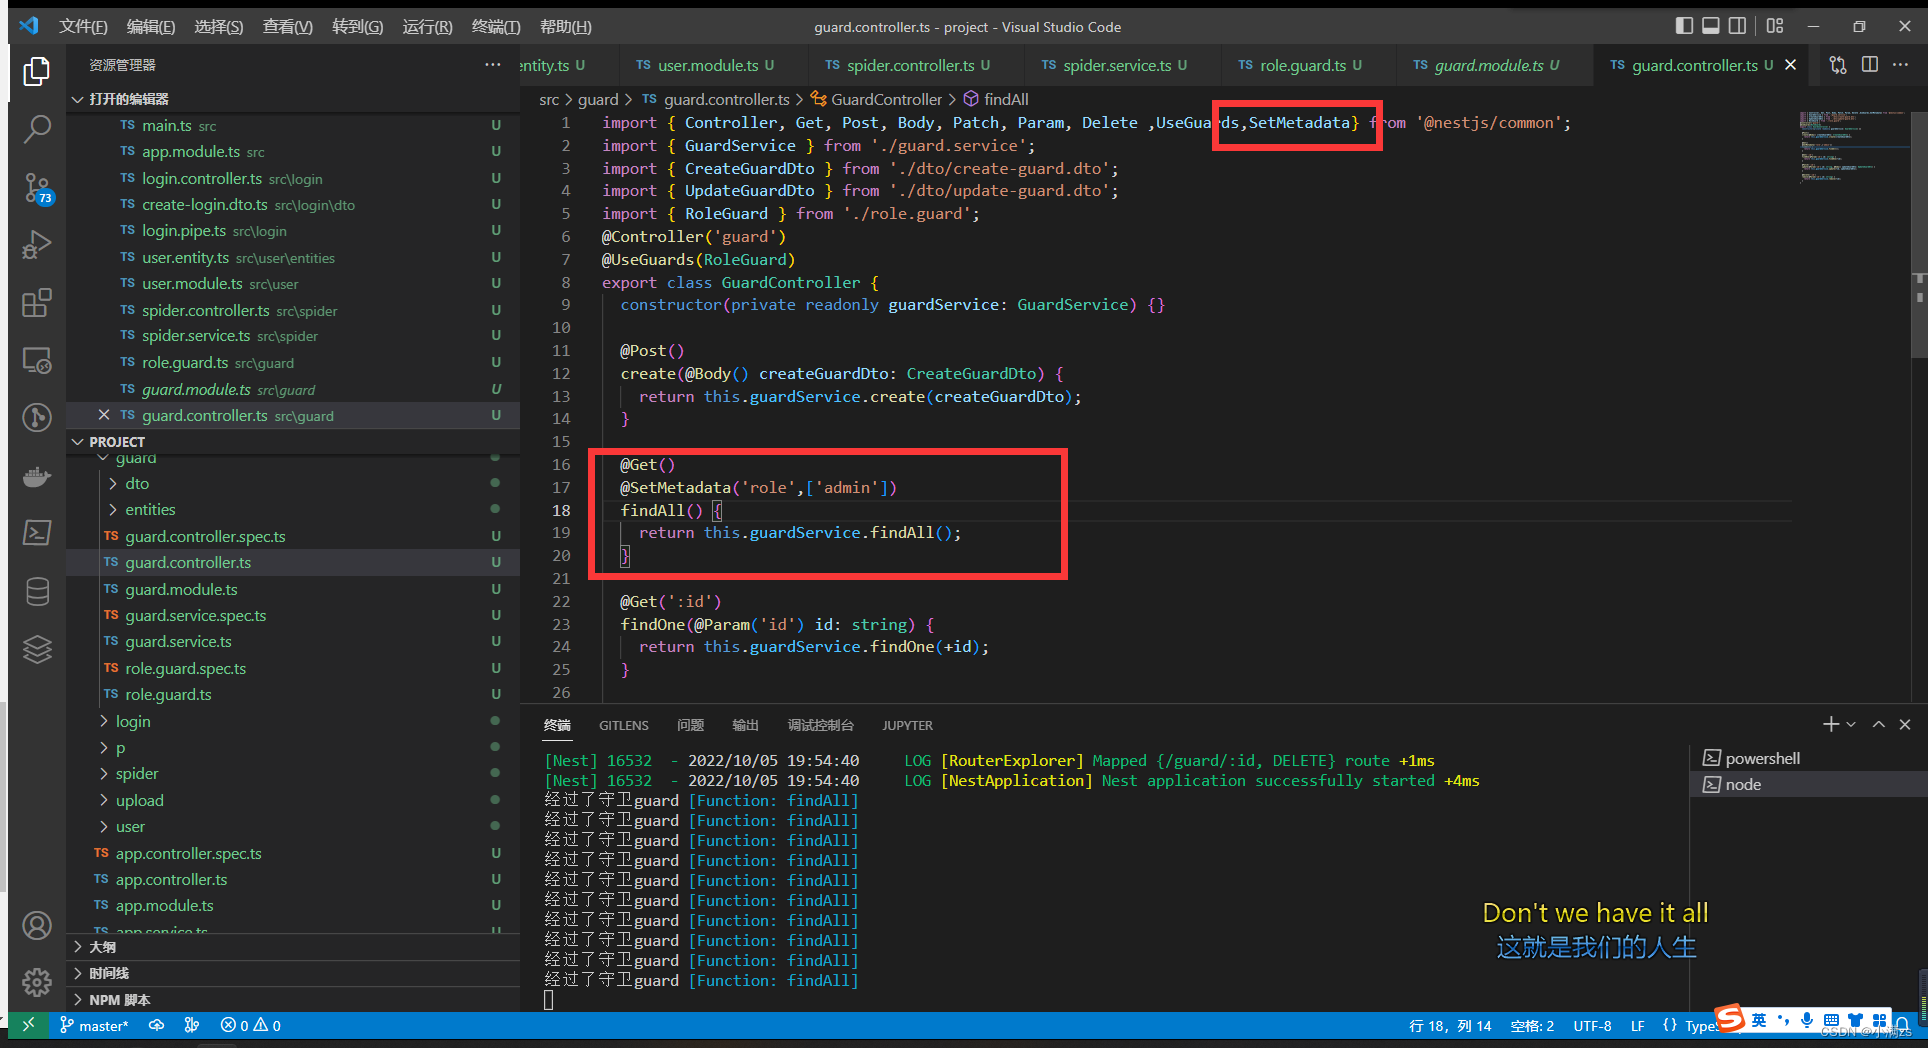 文件(F) 编辑(E) 选择(S) 查看(V) 转到(G) 运行(R) 终端(T) 帮助(H)
guard.controller.ts - project - Visual Studio Code
资源管理器
打开的编辑器
TS main.ts src U
TS app.module.ts src U
TS login.controller.ts src\login U
TS create-login.dto.ts src\login\dto U
TS login.pipe.ts src\login U
TS user.entity.ts src\user\entities U
TS user.module.ts src\user U
TS spider.controller.ts src\spider U
TS spider.service.ts src\spider U
TS role.guard.ts src\guard U
TS guard.module.ts src\guard U
TS guard.controller.ts src\guard U
PROJECT
guard
dto
entities
TS guard.controller.spec.ts U
TS guard.controller.ts U
TS guard.module.ts U
TS guard.service.spec.ts U
TS guard.service.ts U
TS role.guard.spec.ts U
TS role.guard.ts U
login
p
spider
upload
user
TS app.controller.spec.ts U
TS app.controller.ts U
TS app.module.ts U
TS app.service.ts U
大纲
时间线
NPM 脚本
73
entity.ts U TS user.module.ts U TS spider.controller.ts U TS spider.service.ts U TS role.guard.ts U TS guard.module.ts U TS guard.controller.ts U
src > guard > TS guard.controller.ts > GuardController > findAll
1 import { Controller, Get, Post, Body, Patch, Param, Delete ,UseGuards,SetMetadata} from '@nestjs/common';
2 import { GuardService } from './guard.service';
3 import { CreateGuardDto } from './dto/create-guard.dto';
4 import { UpdateGuardDto } from './dto/update-guard.dto';
5 import { RoleGuard } from './role.guard';
6 @Controller('guard')
7 @UseGuards(RoleGuard)
8 export class GuardController {
9 constructor(private readonly guardService: GuardService) {}
10
11 @Post()
12 create(@Body() createGuardDto: CreateGuardDto) {
13 return this.guardService.create(createGuardDto);
14 }
15
16 @Get()
17 @SetMetadata('role',['admin'])
18 findAll() {
19 return this.guardService.findAll();
20 }
21
22 @Get(':id')
23 findOne(@Param('id') id: string) {
24 return this.guardService.findOne(+id);
25 }
26
终端 GITLENS 问题 输出 调试控制台 JUPYTER
[Nest] 16532 - 2022/10/05 19:54:40 LOG [RouterExplorer] Mapped {/guard/:id, DELETE} route +1ms
[Nest] 16532 - 2022/10/05 19:54:40 LOG [NestApplication] Nest application successfully started +4ms
经过了守卫guard [Function: findAll]
经过了守卫guard [Function: findAll]
经过了守卫guard [Function: findAll]
经过了守卫guard [Function: findAll]
经过了守卫guard [Function: findAll]
经过了守卫guard [Function: findAll]
经过了守卫guard [Function: findAll]
经过了守卫guard [Function: findAll]
经过了守卫guard [Function: findAll]
经过了守卫guard [Function: findAll]
powershell
node
Don't we have it all
这就是我们的人生
master* 0 0
行 18，列 14 空格: 2 UTF-8 LF {} TypeS
英
CSDN @小满zs